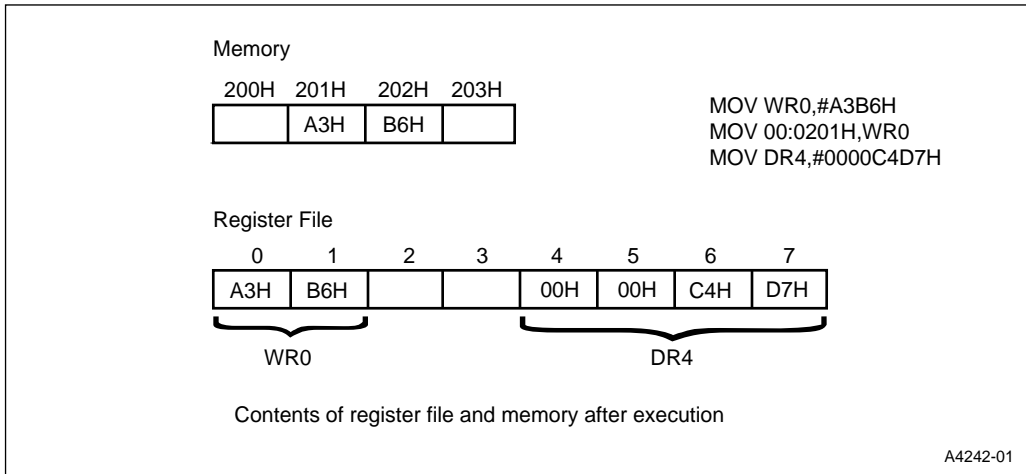 Memory
200H 201H 202H 203H
A3H B6H
MOV WR0,#A3B6H
MOV 00:0201H,WR0
MOV DR4,#0000C4D7H
Register File
0 1 2 3 4 5 6 7
A3H B6H 00H 00H C4H D7H
WR0 DR4
Contents of register file and memory after execution
A4242-01